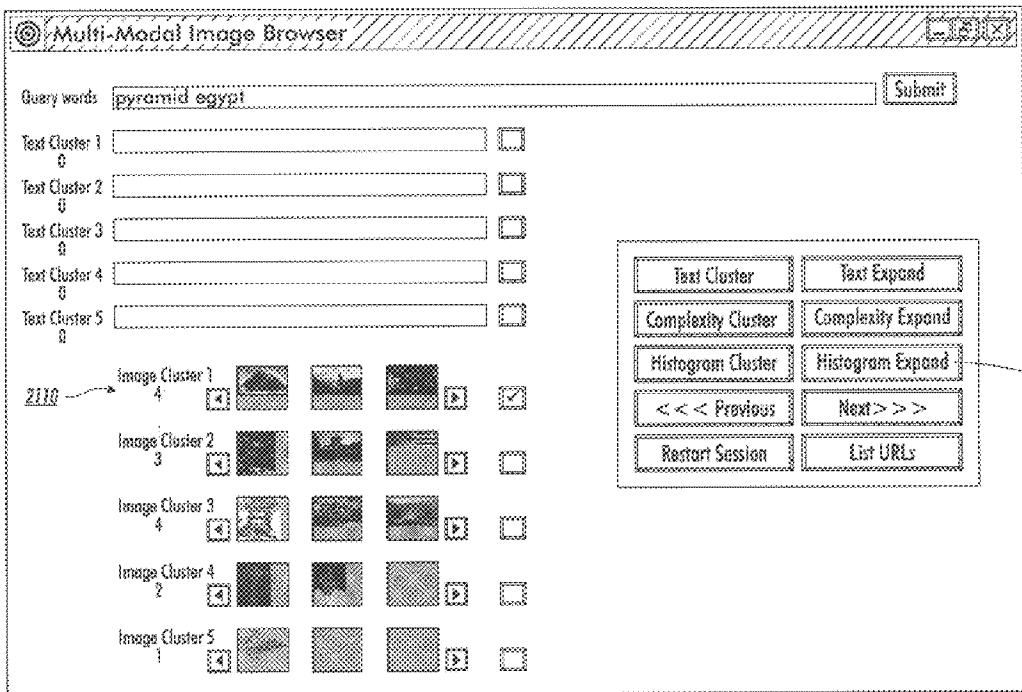 Multi-Modal Image Browser
Query words pyramid egypt Submit
Text Cluster 1
0
Text Cluster 2
0
Text Cluster 3
0
Text Cluster 4
0
Text Cluster 5
0
Text Cluster Text Expand
Complexity Cluster Complexity Expand
Histogram Cluster Histogram Expand
< < < Previous Next > > >
Restart Session List URLs
2110
Image Cluster 1
4
Image Cluster 2
3
Image Cluster 3
4
Image Cluster 4
2
Image Cluster 5
1